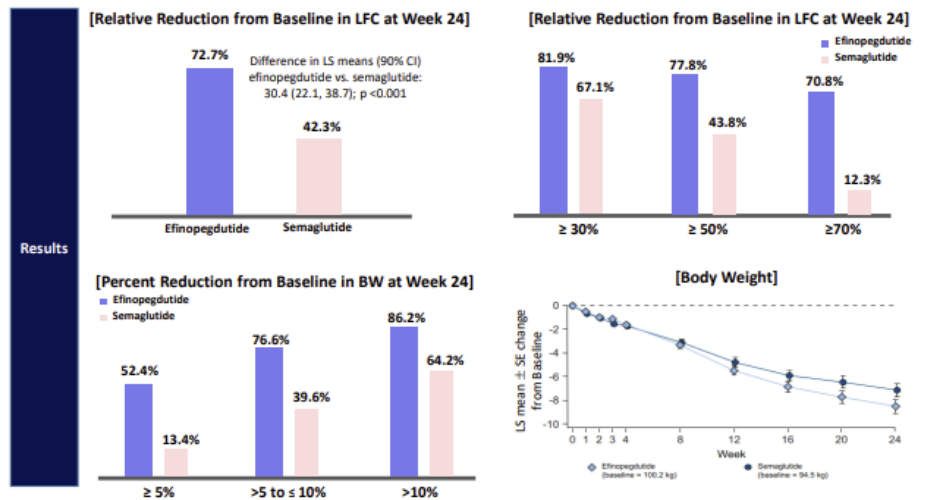 Results
[Relative Reduction from Baseline in LFC at Week 24]
72.7%
Difference in LS means (90% CI)
efinopegdutide vs. semaglutide:
30.4 (22.1, 38.7); p <0.001
42.3%
Efinopegdutide
Semaglutide
[Relative Reduction from Baseline in LFC at Week 24]
Efinopegdutide
Semaglutide
81.9%
67.1%
77.8%
43.8%
70.8%
12.3%
≥ 30%
≥ 50%
≥70%
[Percent Reduction from Baseline in BW at Week 24]
Efinopegdutide
Semaglutide
52.4%
13.4%
76.6%
39.6%
86.2%
64.2%
≥ 5%
>5 to ≤ 10%
>10%
[Body Weight]
LS mean ± SE change
from Baseline
0
-2
-4
-6
-8
-10
0 1 2 3 4 8 12 16 20 24
Week
Efinopegdutide
(baseline = 100.2 kg)
Semaglutide
(baseline = 94.5 kg)